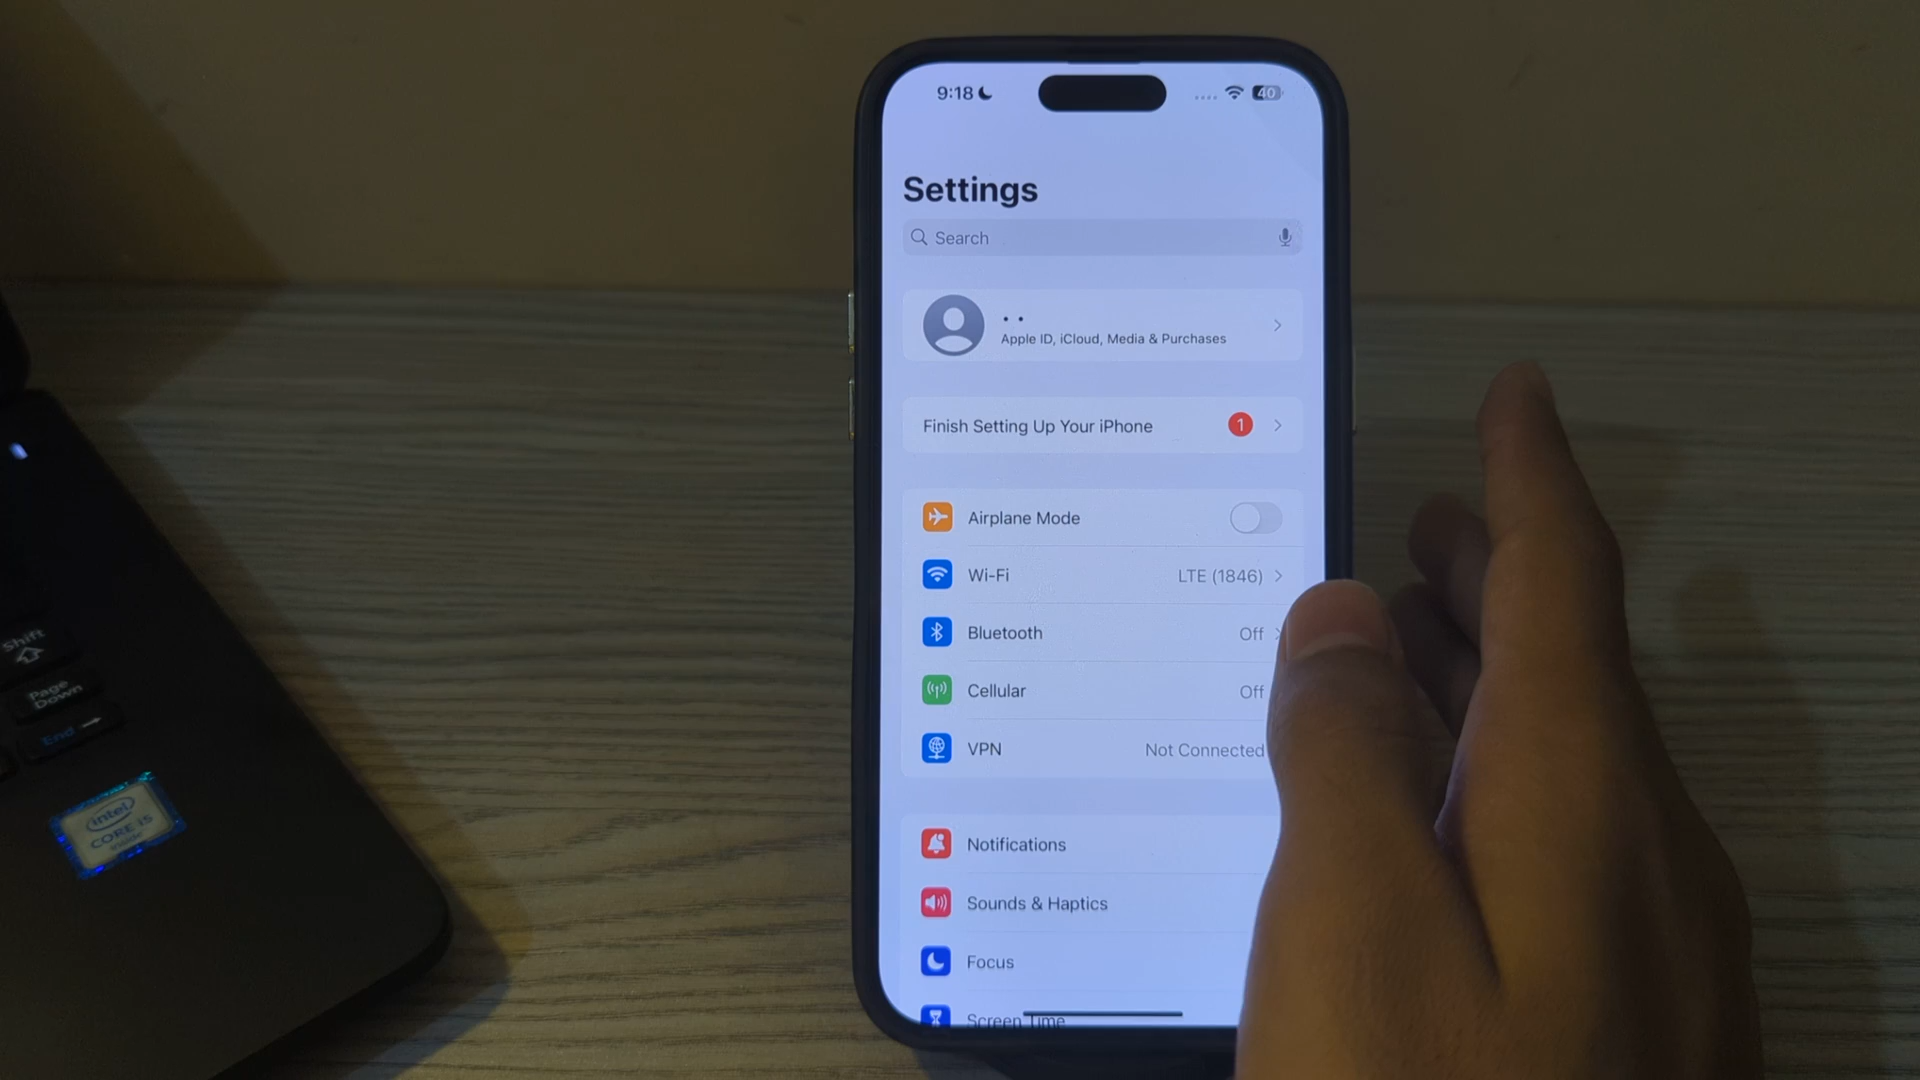 9:18
40
Settings
Search
. .
Apple ID, iCloud, Media & Purchases
Finish Setting Up Your iPhone 1
Airplane Mode
Wi-Fi LTE (1846)
Bluetooth Off
Cellular Off
VPN Not Connected
Notifications
Sounds & Haptics
Focus
Screen Time
Shift
Page
Down
End
intel
CORE i5
inside